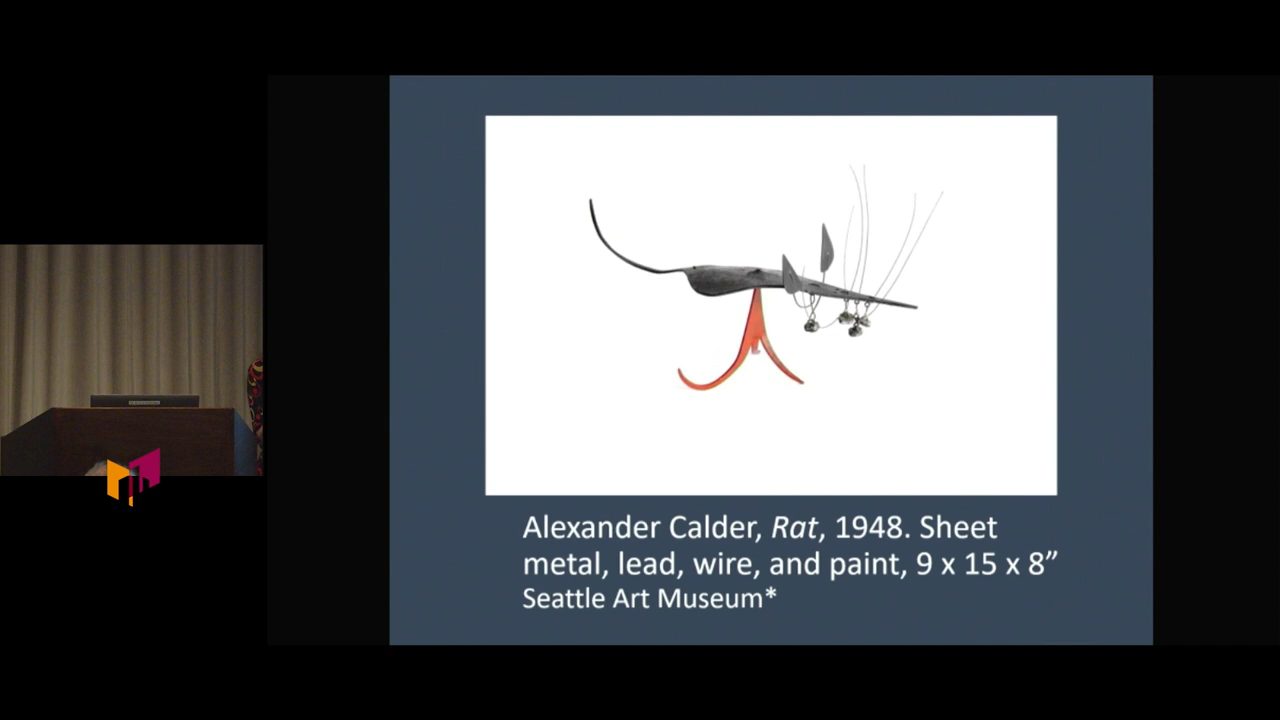 Alexander Calder, Rat, 1948. Sheet
metal, lead, wire, and paint, 9 x 15 x 8”
Seattle Art Museum*